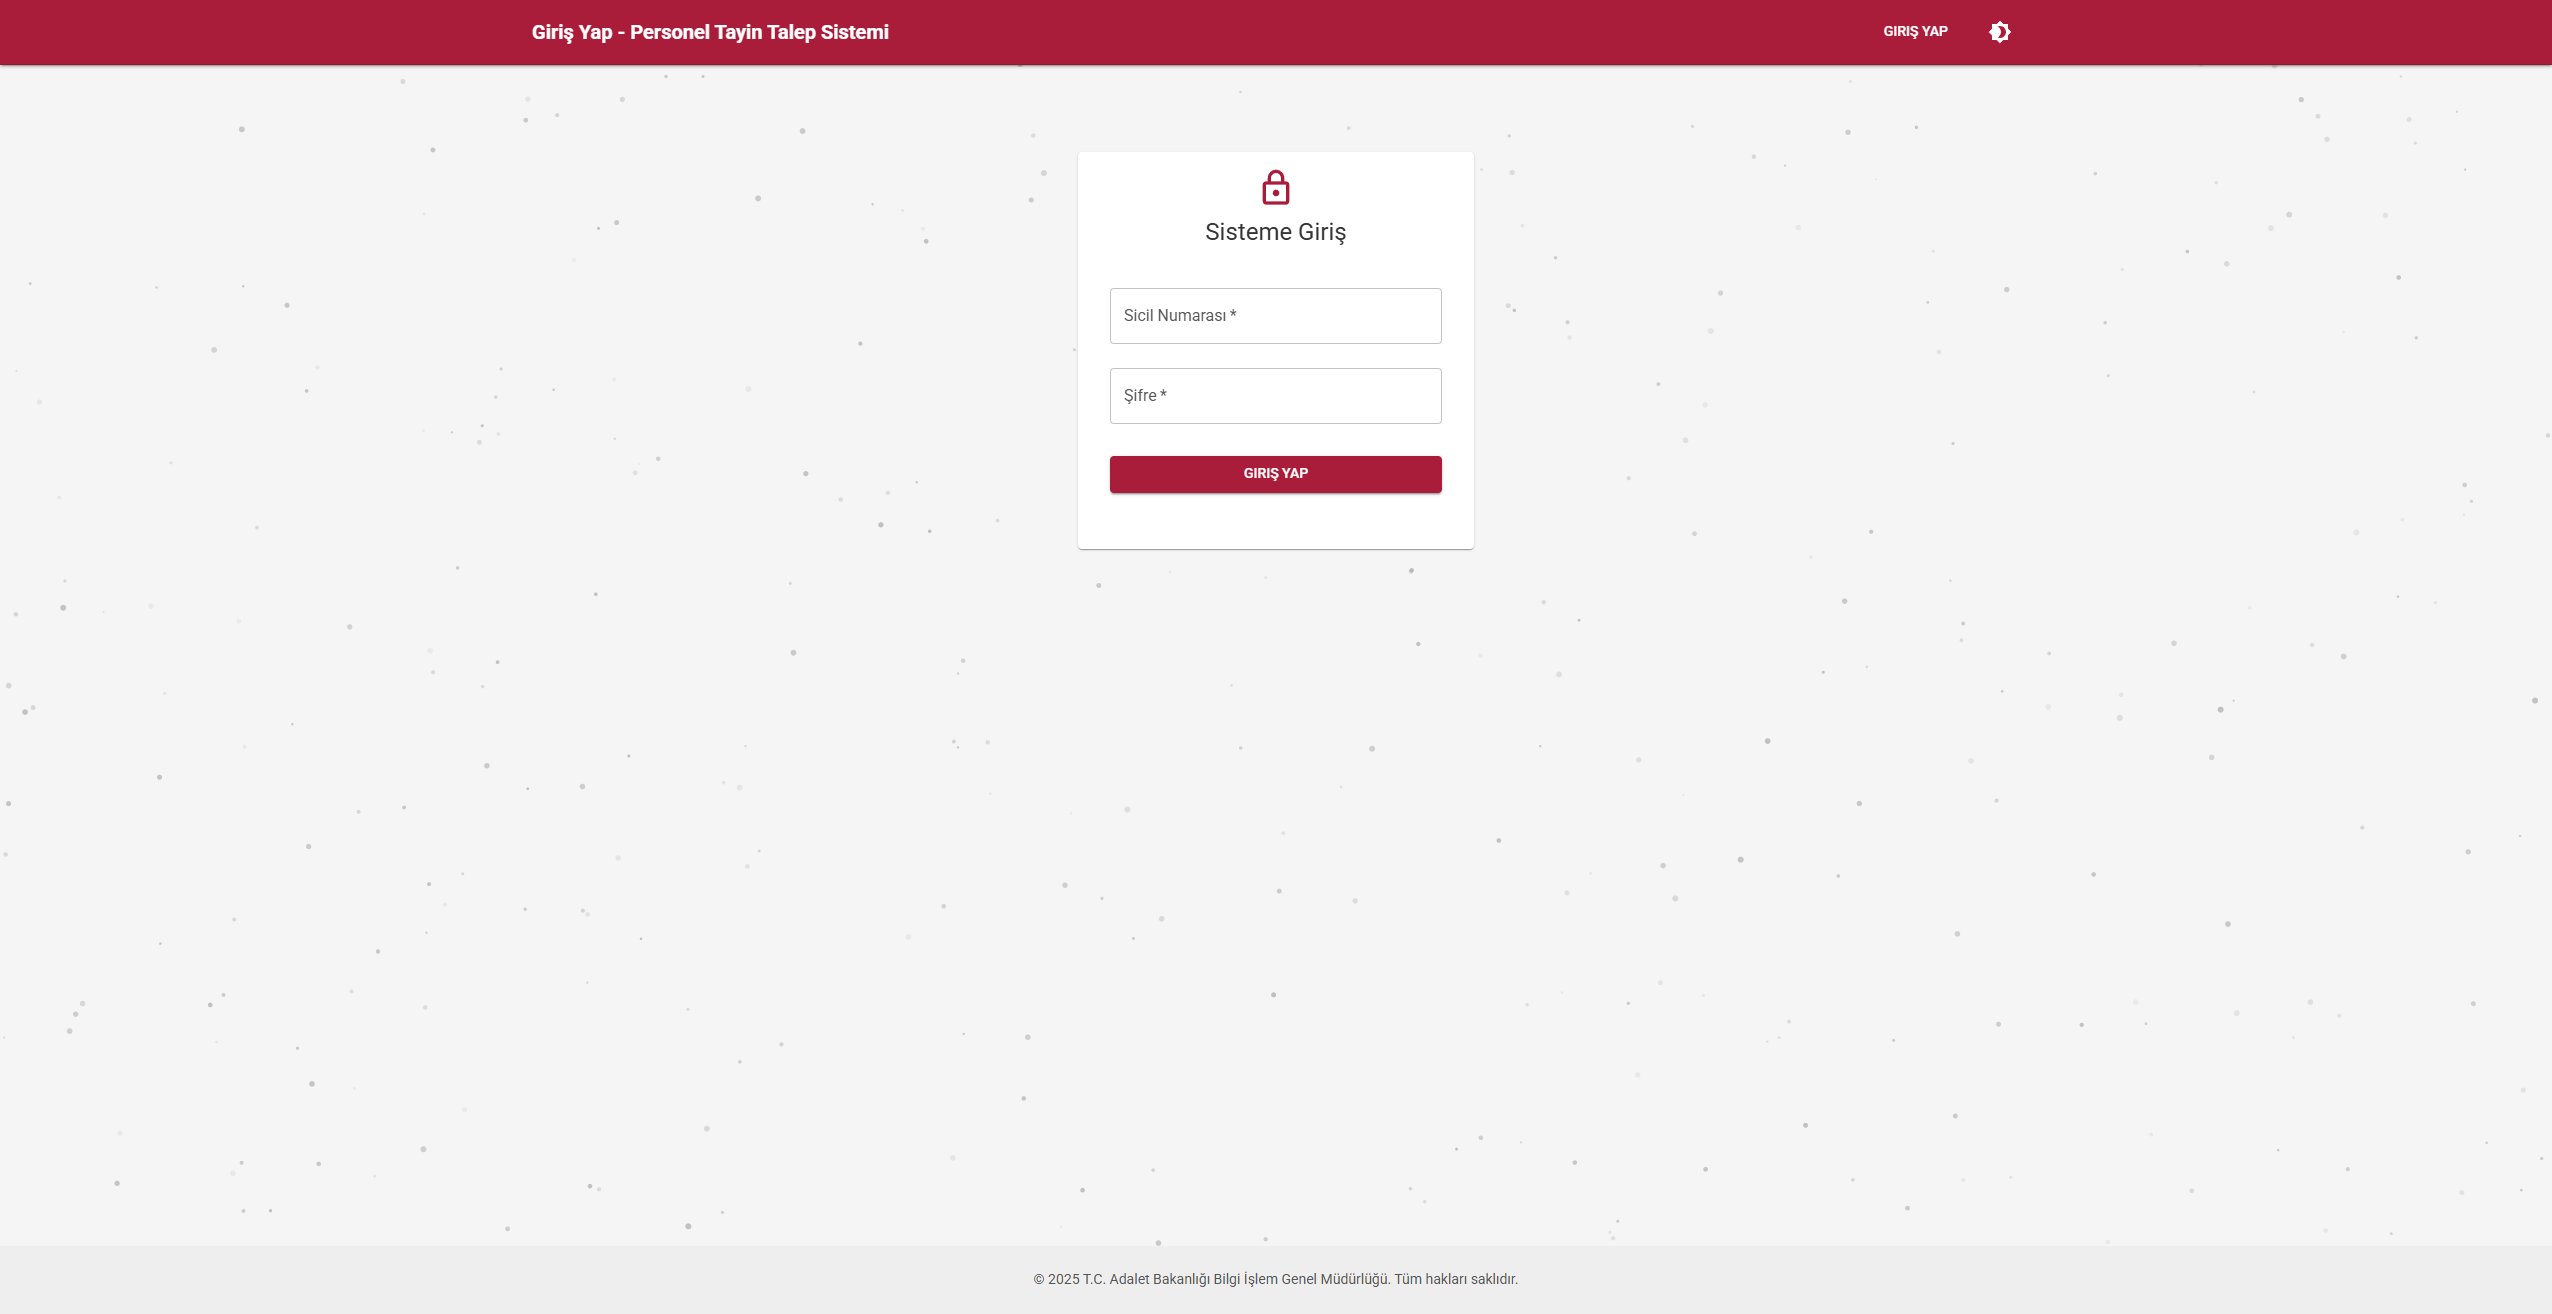 Giriş Yap - Personel Tayin Talep Sistemi
GIRIŞ YAP
Sisteme Giriş
Sicil Numarası *
Şifre *
GIRIŞ YAP
© 2025 T.C. Adalet Bakanlığı Bilgi İşlem Genel Müdürlüğü. Tüm hakları saklıdır.